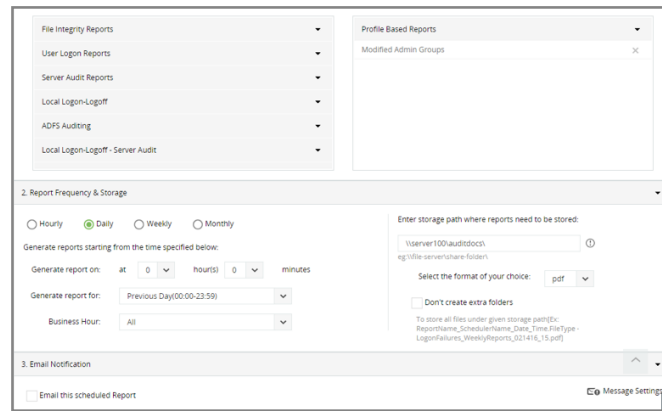 File Integrity Reports
User Logon Reports
Server Audit Reports
Local Logon-Logoff
ADFS Auditing
Local Logon-Logoff - Server Audit
Profile Based Reports
Modified Admin Groups
2. Report Frequency & Storage
Hourly Daily Weekly Monthly
Generate reports starting from the time specified below:
Generate report on: at 0 hour(s) 0 minutes
Generate report for: Previous Day(00:00-23:59)
Business Hour: All
Enter storage path where reports need to be stored:
\\server100\auditdocs\
eg:\\file-server\share-folder\
Select the format of your choice: pdf
Don't create extra folders
To store all files under given storage path[Ex:
ReportName_SchedulerName_Date_Time.FileType -
LogonFailures_WeeklyReports_021416_15.pdf]
3. Email Notification
Email this scheduled Report
Message Settings